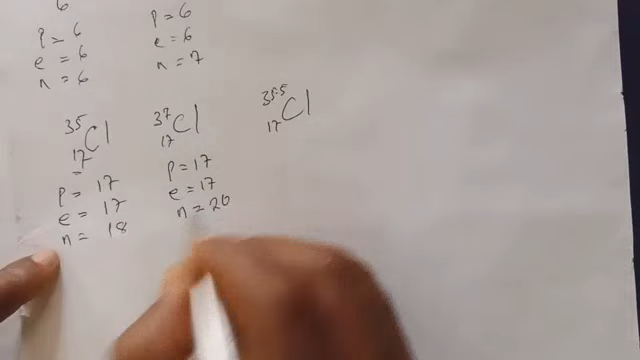 6
p = 6
e = 6
n = 6
p = 6
e = 6
n = 7
35
17 Cl
p = 17
e = 17
n = 18
37
17 Cl
p = 17
e = 17
n = 20
35.5
17 Cl